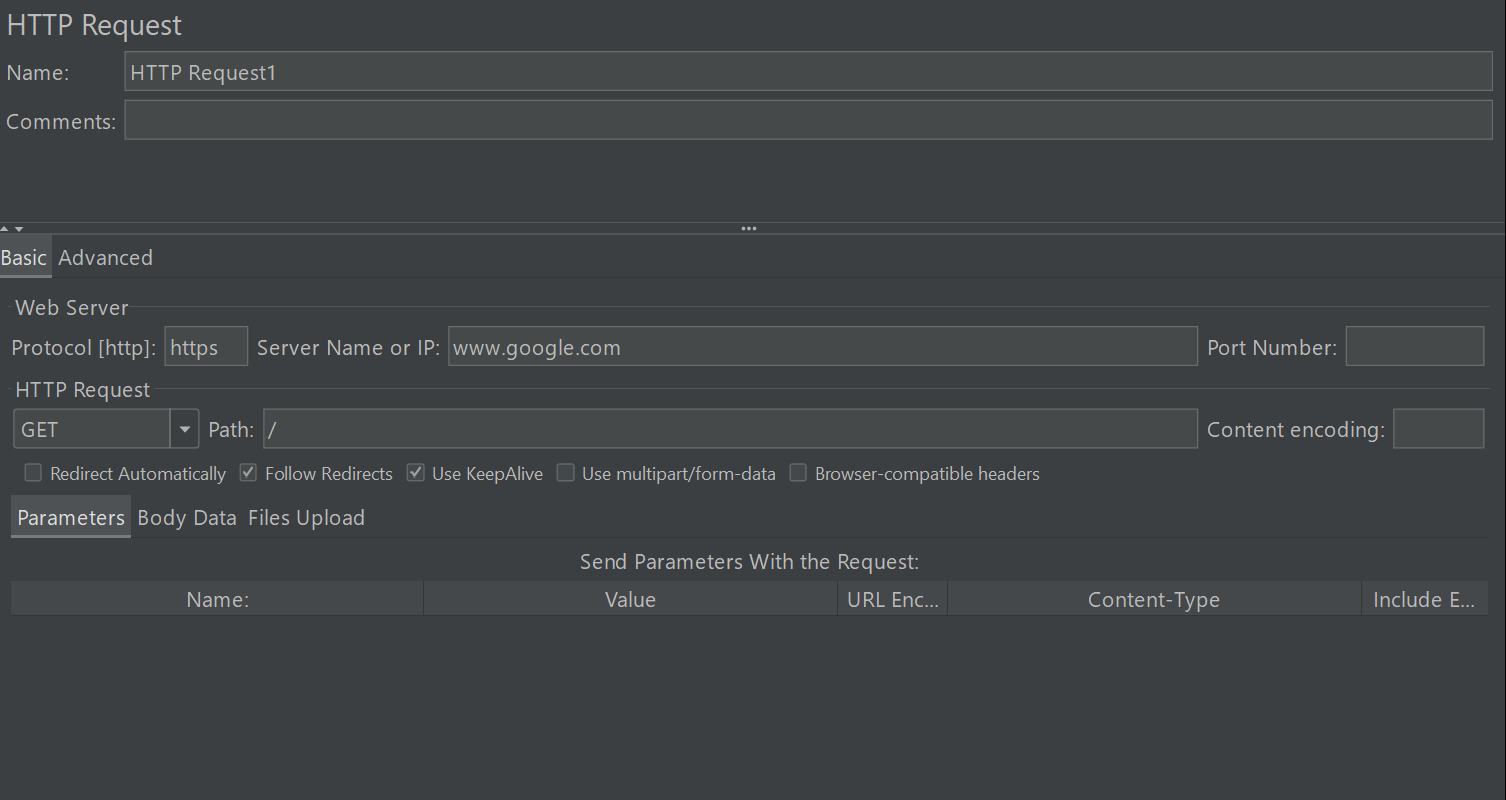 HTTP Request
Name: HTTP Request1
Comments:
Basic Advanced
Web Server
Protocol [http]: https Server Name or IP: www.google.com Port Number:
HTTP Request
GET Path: / Content encoding:
Redirect Automatically Follow Redirects Use KeepAlive Use multipart/form-data Browser-compatible headers
Parameters Body Data Files Upload
Send Parameters With the Request:
Name: Value URL Enc... Content-Type Include E...